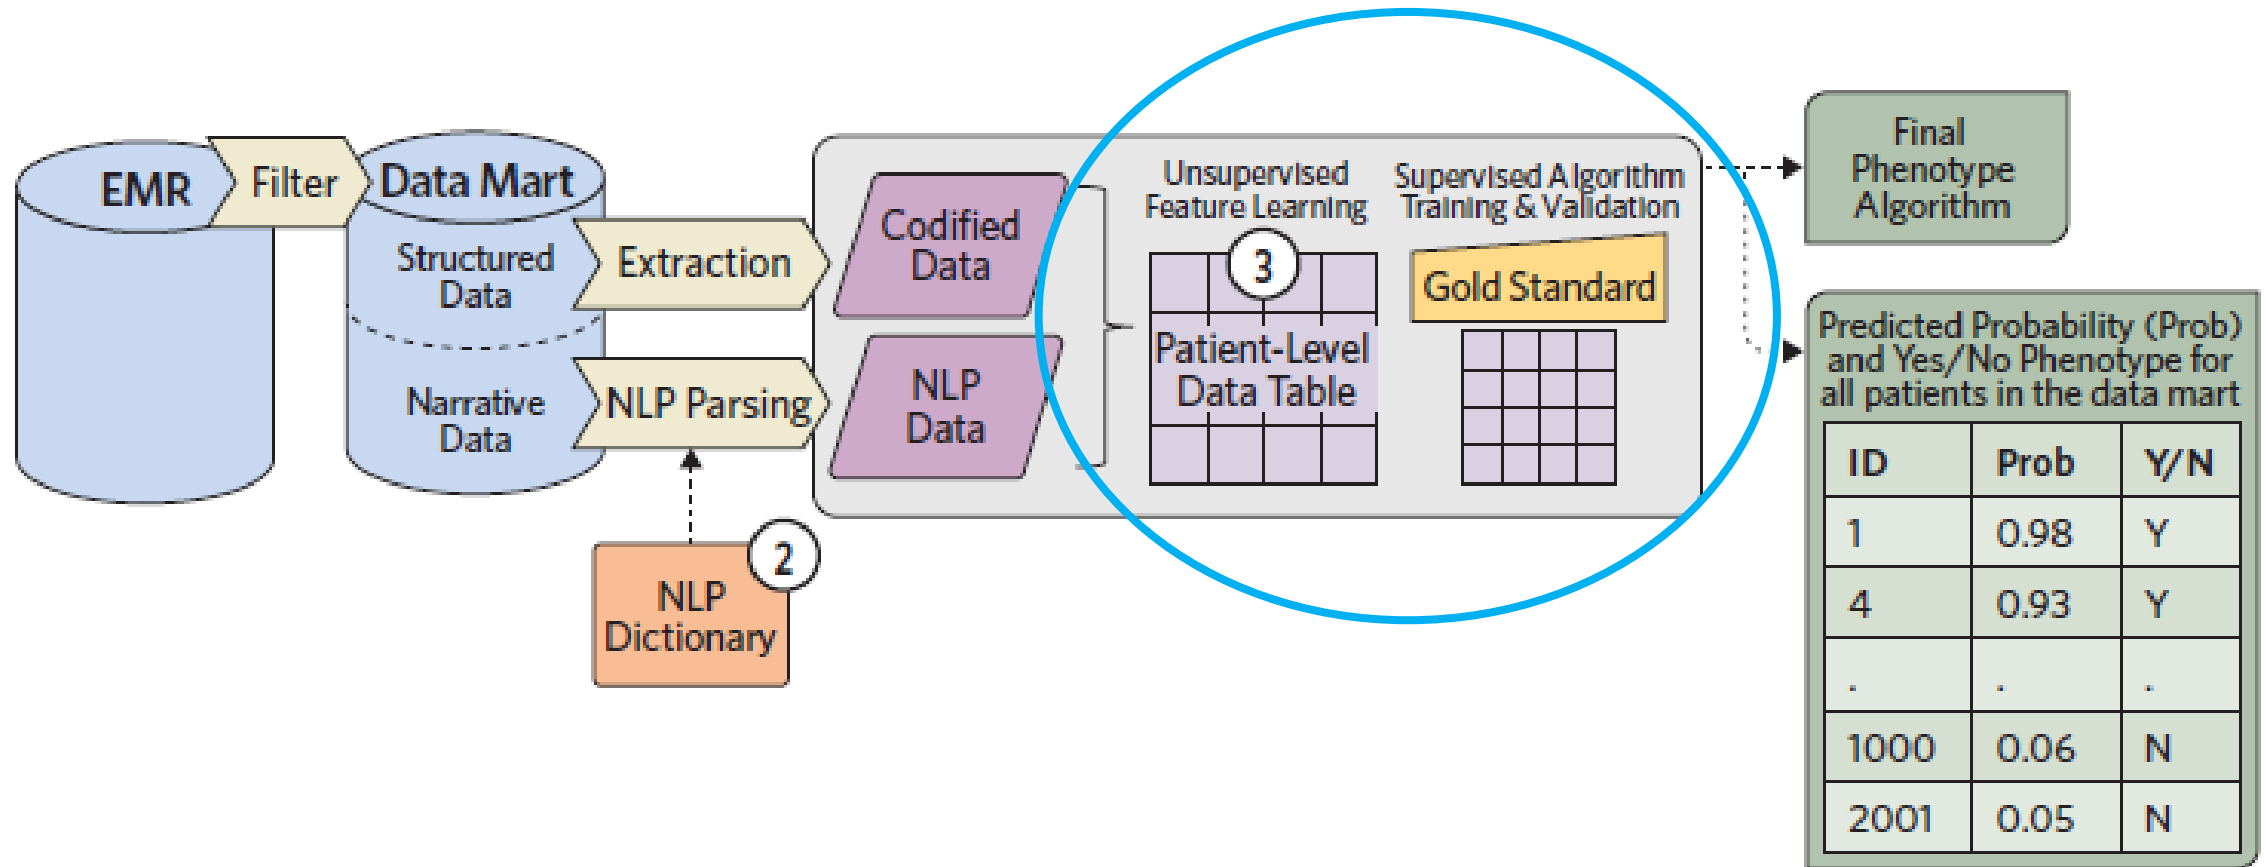 EMR
Filter
Data Mart
Structured
Data
Extraction
Narrative
Data
NLP Parsing
2
NLP
Dictionary
Codified
Data
NLP
Data
Unsupervised
Feature Learning
3
Patient-Level
Data Table
Supervised Algorithm
Training & Validation
Gold Standard
Final
Phenotype
Algorithm
Predicted Probability (Prob)
and Yes/No Phenotype for
all patients in the data mart
ID Prob Y/N
1 0.98 Y
4 0.93 Y
. . .
1000 0.06 N
2001 0.05 N